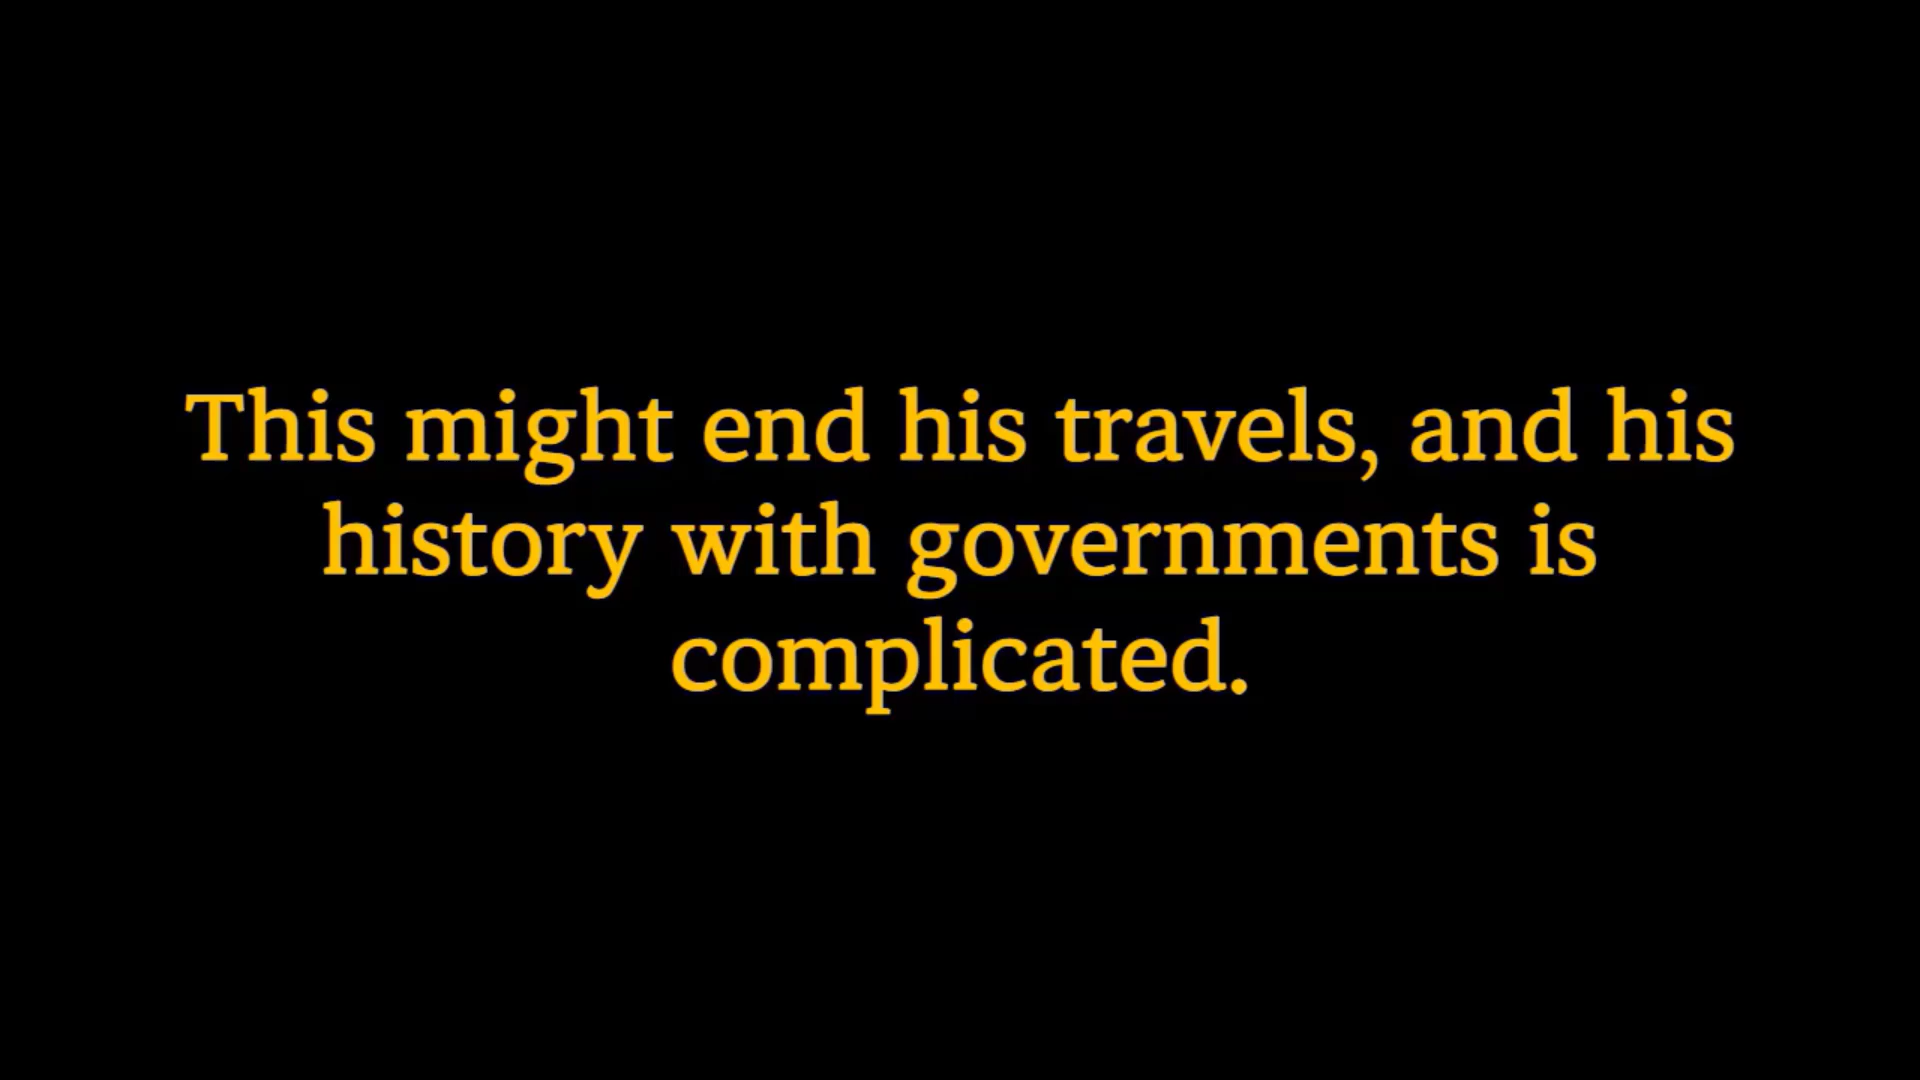 This might end his travels, and his
history with governments is
complicated.